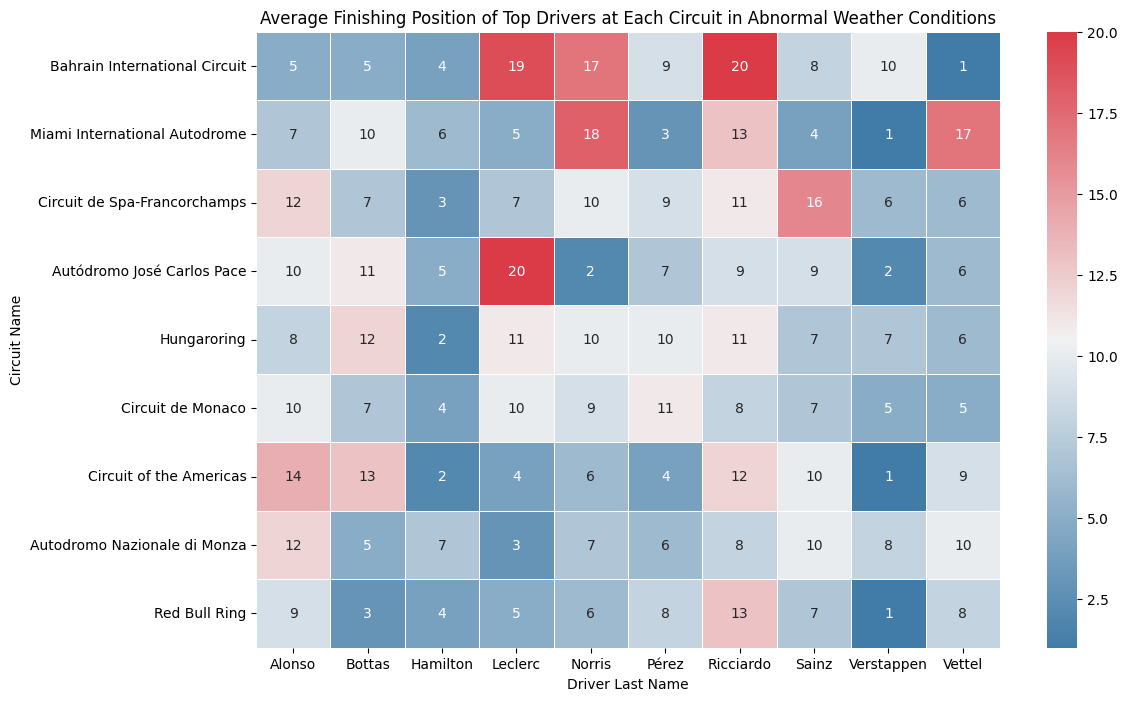 Average Finishing Position of Top Drivers at Each Circuit in Abnormal Weather Conditions
Circuit Name
Bahrain International Circuit 5 5 4 19 17 9 20 8 10 1
Miami International Autodrome 7 10 6 5 18 3 13 4 1 17
Circuit de Spa-Francorchamps 12 7 3 7 10 9 11 16 6 6
Autódromo José Carlos Pace 10 11 5 20 2 7 9 9 2 6
Hungaroring 8 12 2 11 10 10 11 7 7 6
Circuit de Monaco 10 7 4 10 9 11 8 7 5 5
Circuit of the Americas 14 13 2 4 6 4 12 10 1 9
Autodromo Nazionale di Monza 12 5 7 3 7 6 8 10 8 10
Red Bull Ring 9 3 4 5 6 8 13 7 1 8
Alonso Bottas Hamilton Leclerc Norris Pérez Ricciardo Sainz Verstappen Vettel
Driver Last Name
20.0
17.5
15.0
12.5
10.0
7.5
5.0
2.5